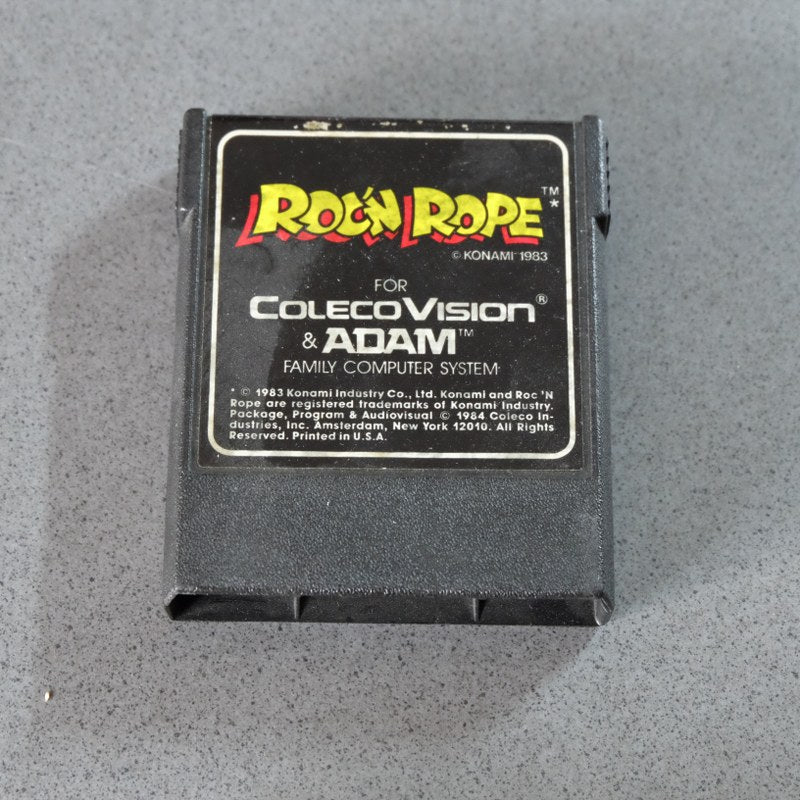 ROC'N ROPE™*
© KONAMI 1983
FOR
COLECOVISION®
& ADAM™
FAMILY COMPUTER SYSTEM
* © 1983 Konami Industry Co., Ltd. Konami and Roc 'N
Rope are registered trademarks of Konami Industry.
Package, Program & Audiovisual © 1984 Coleco In-
dustries, Inc. Amsterdam, New York 12010. All Rights
Reserved. Printed in U.S.A.